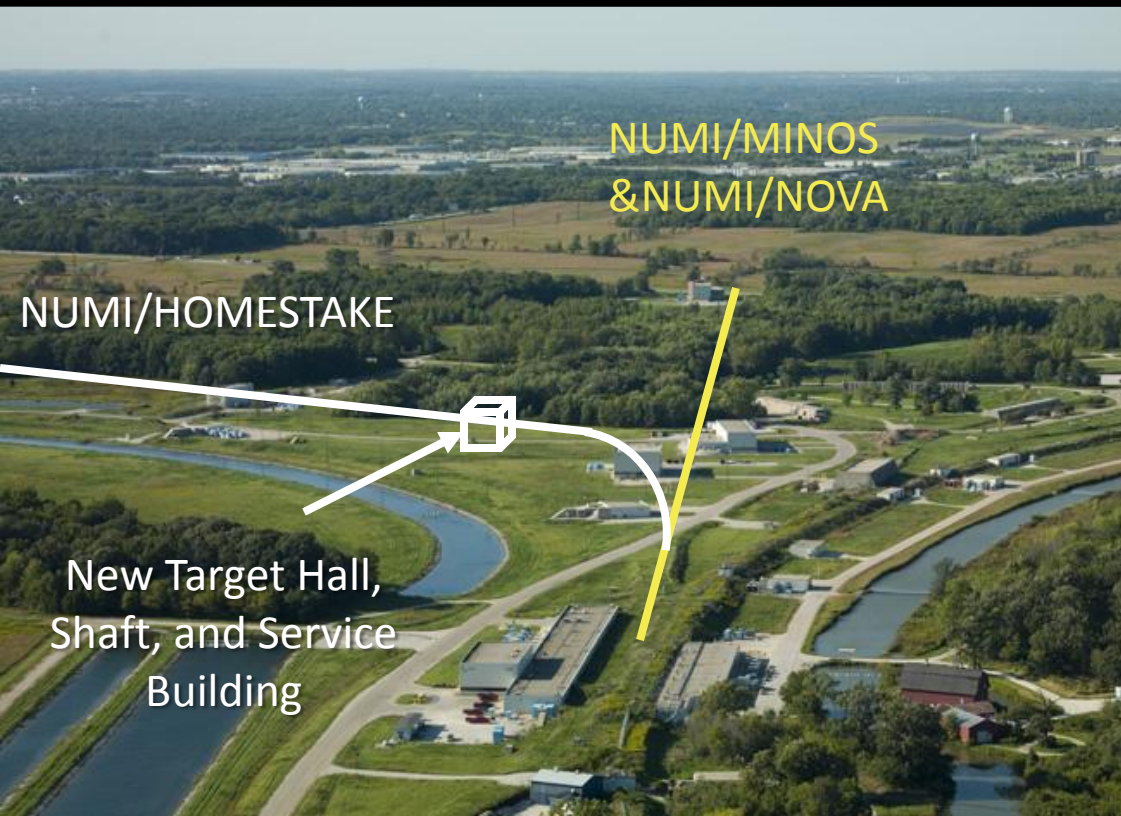 NUMI/MINOS
&NUMI/NOVA
NUMI/HOMESTAKE
New Target Hall,
Shaft, and Service
Building